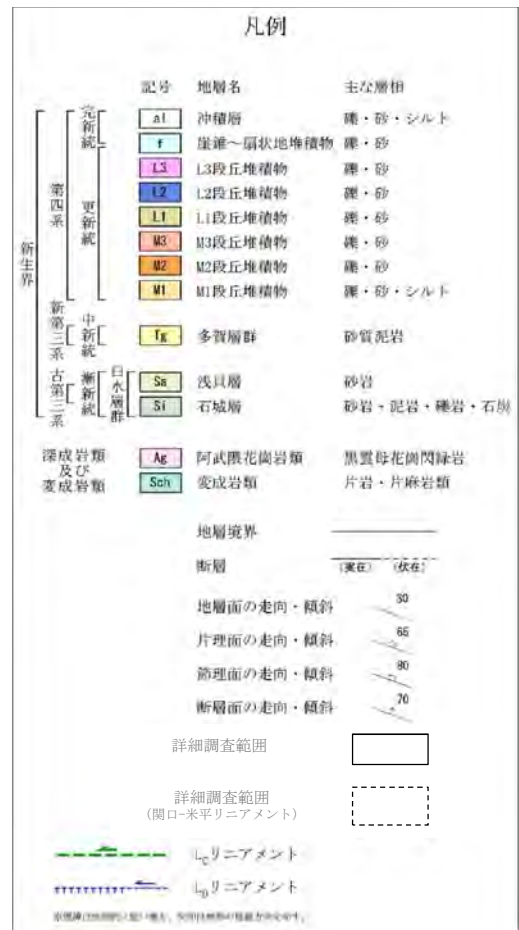 凡例
記号 地層名 主な層相
新生界
第四系
新第三系
古第三系
完新統
更新統
中新統
漸新統
白水層群
al 沖積層 礫・砂・シルト
f 崖錐~扇状地堆積物 礫・砂
L3 L3段丘堆積物 礫・砂
L2 L2段丘堆積物 礫・砂
L1 L1段丘堆積物 礫・砂
M3 M3段丘堆積物 礫・砂
M2 M2段丘堆積物 礫・砂
M1 M1段丘堆積物 礫・砂・シルト
Tg 多賀層群 砂質泥岩
Sa 浅貝層 砂岩
Si 石城層 砂岩・泥岩・礫岩・石炭
深成岩類
及び
変成岩類
Ag 阿武隈花崗岩類 黒雲母花崗閃緑岩
Sch 変成岩類 片岩・片麻岩類
地層境界
断層 (実在) (伏在)
地層面の走向・傾斜 30
片理面の走向・傾斜 65
節理面の走向・傾斜 80
断層面の走向・傾斜 70
詳細調査範囲
詳細調査範囲
(関口-米平リニアメント)
LCリニアメント
LDリニアメント